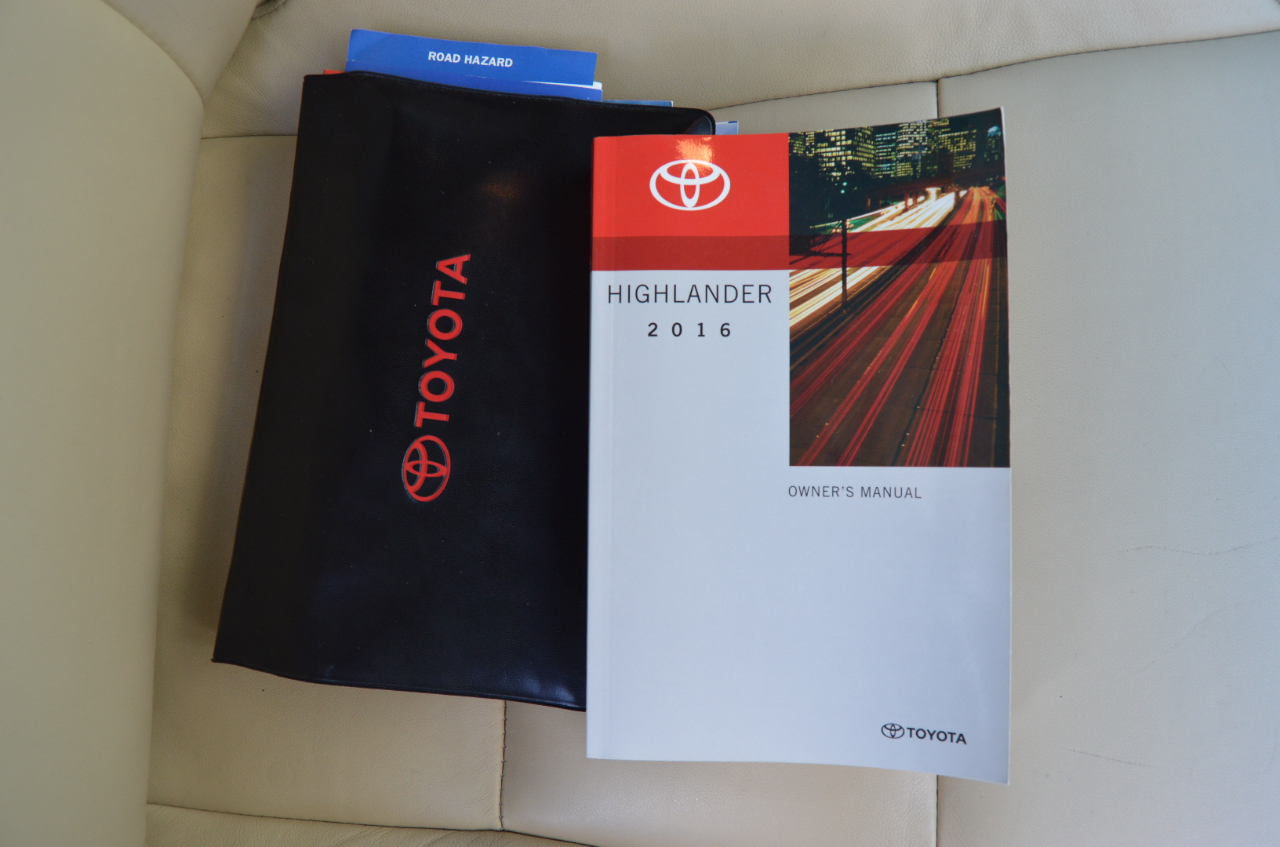 ROAD HAZARD
TOYOTA
HIGHLANDER
2016
OWNER'S MANUAL
TOYOTA